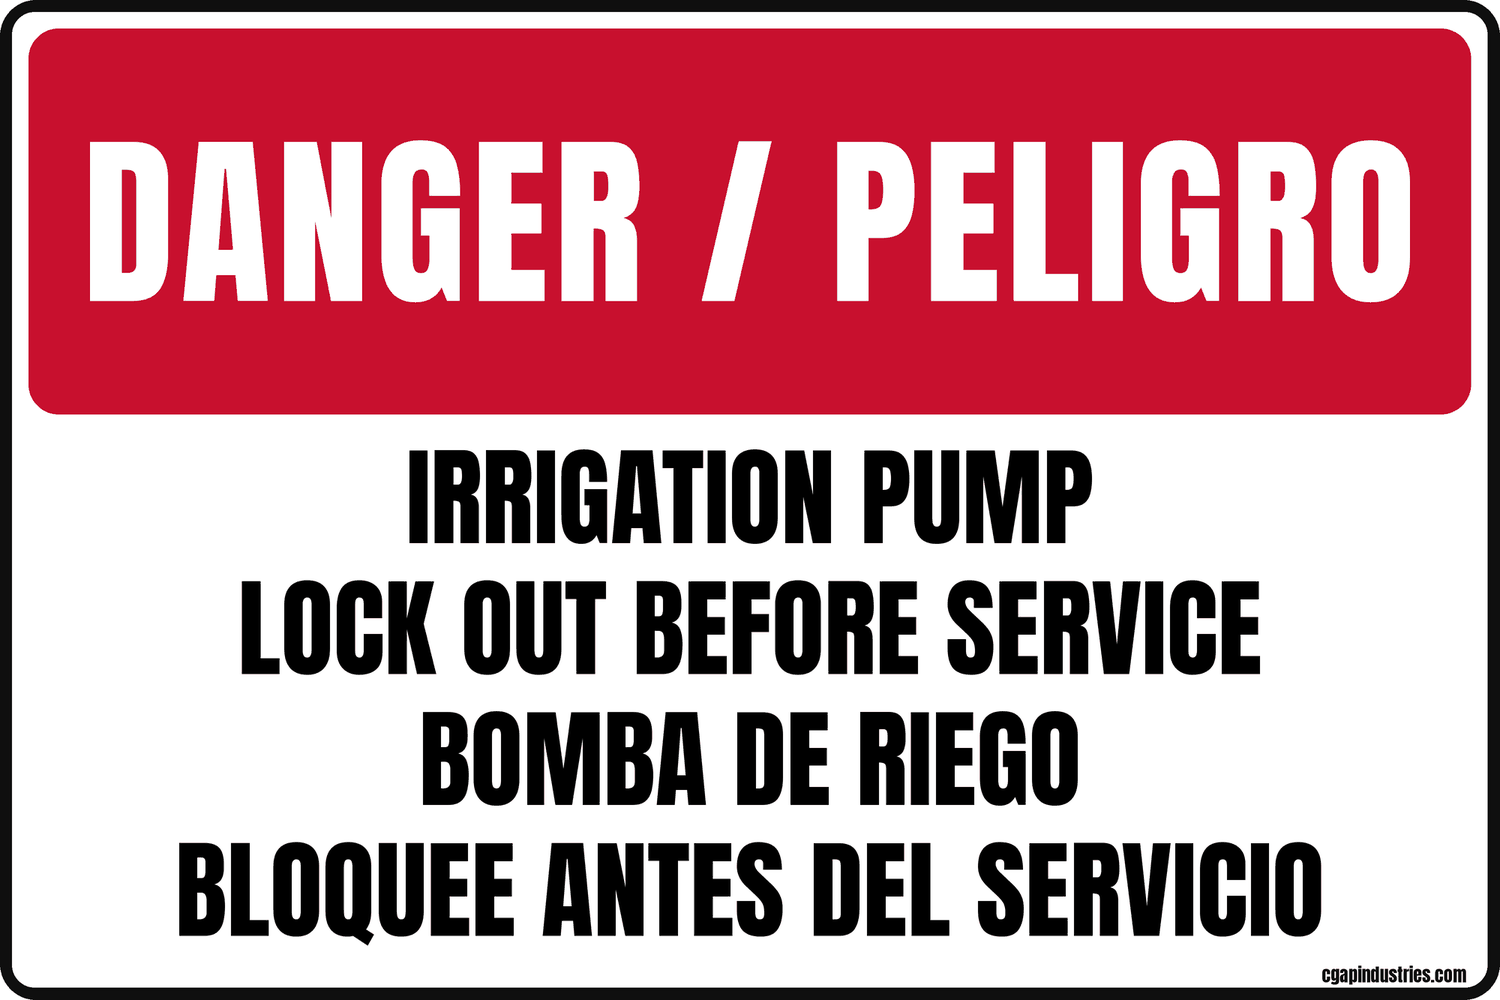 DANGER / PELIGRO
IRRIGATION PUMP
LOCK OUT BEFORE SERVICE
BOMBA DE RIEGO
BLOQUEE ANTES DEL SERVICIO
cgapindustries.com